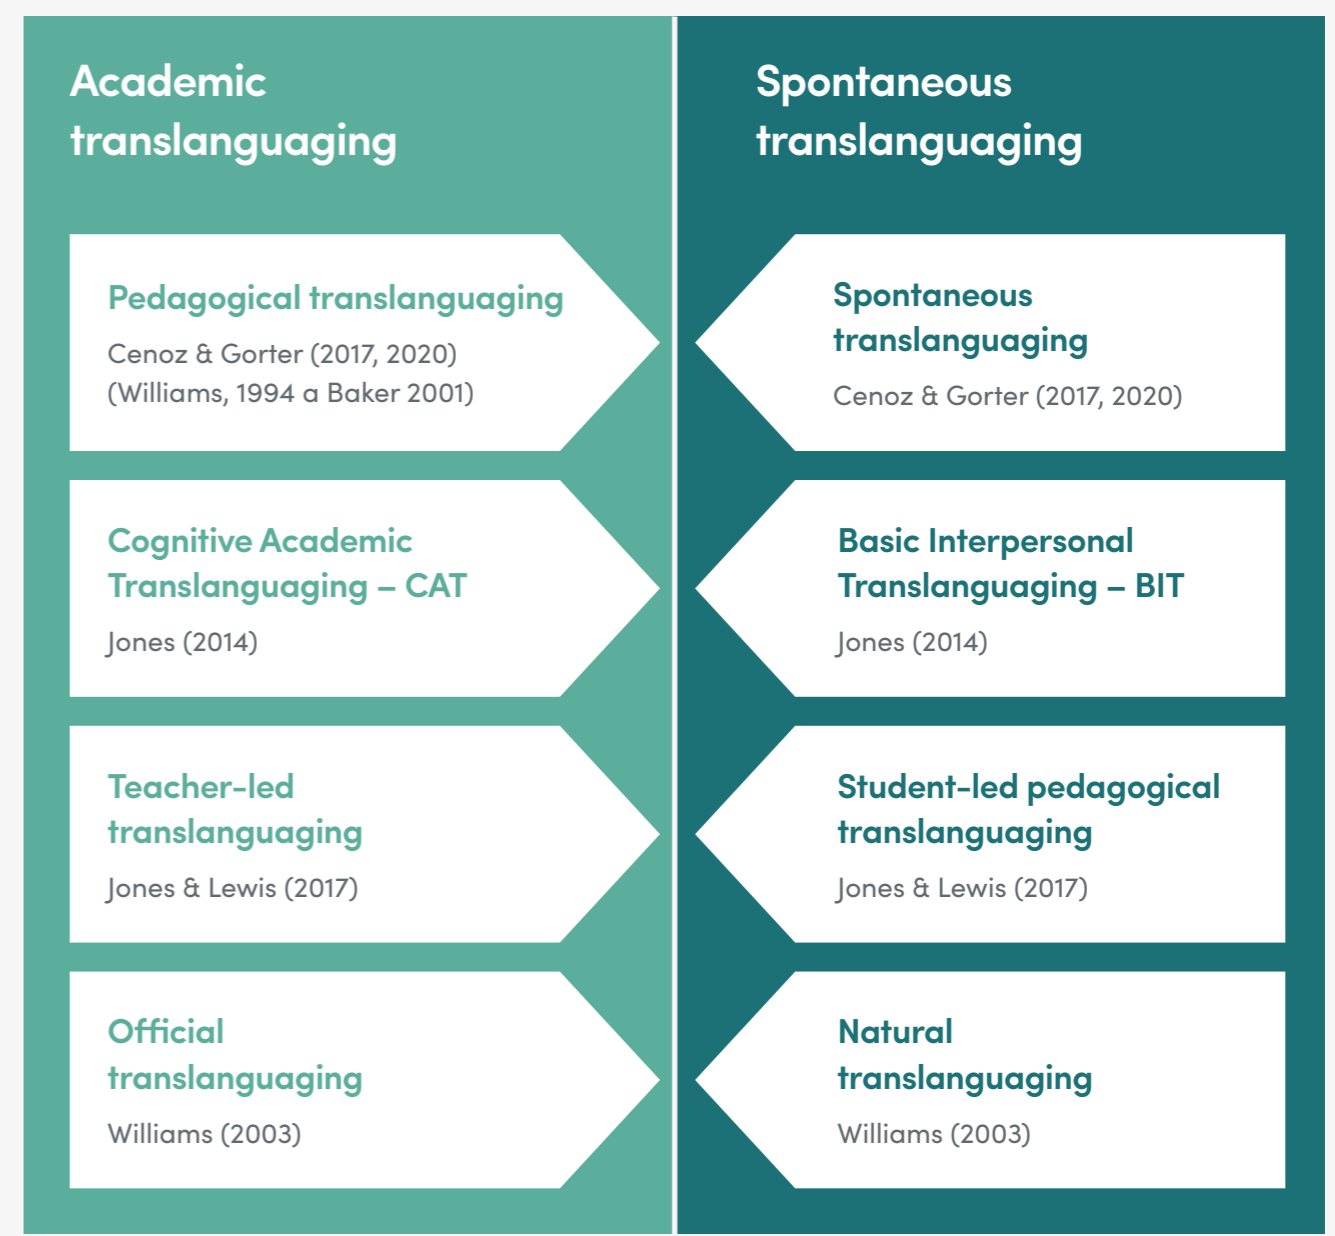 Academic
translanguaging
Pedagogical translanguaging
Cenoz & Gorter (2017, 2020)
(Williams, 1994 a Baker 2001)
Cognitive Academic
Translanguaging – CAT
Jones (2014)
Teacher-led
translanguaging
Jones & Lewis (2017)
Official
translanguaging
Williams (2003)
Spontaneous
translanguaging
Spontaneous
translanguaging
Cenoz & Gorter (2017, 2020)
Basic Interpersonal
Translanguaging – BIT
Jones (2014)
Student-led pedagogical
translanguaging
Jones & Lewis (2017)
Natural
translanguaging
Williams (2003)